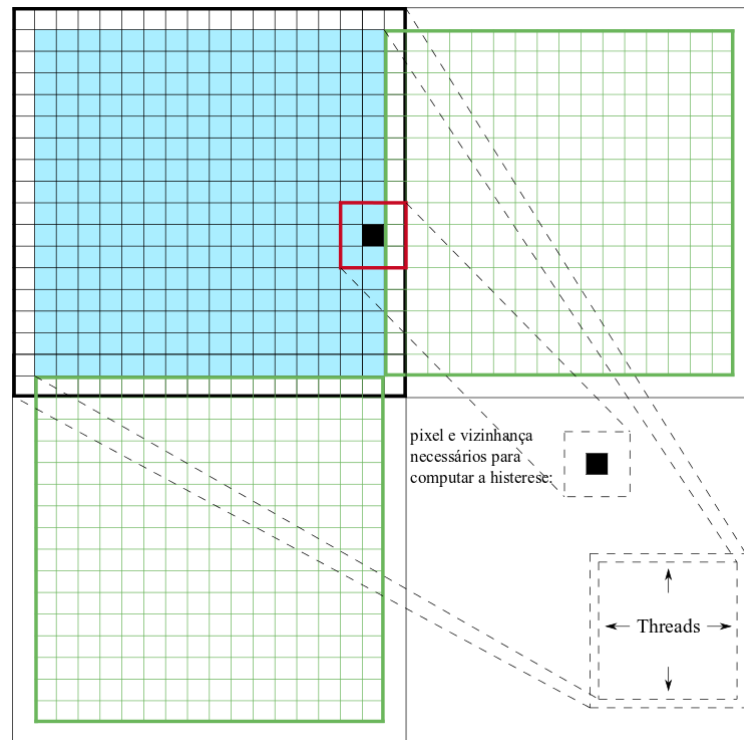 pixel e vizinhança
necessários para
computar a histerese:
Threads